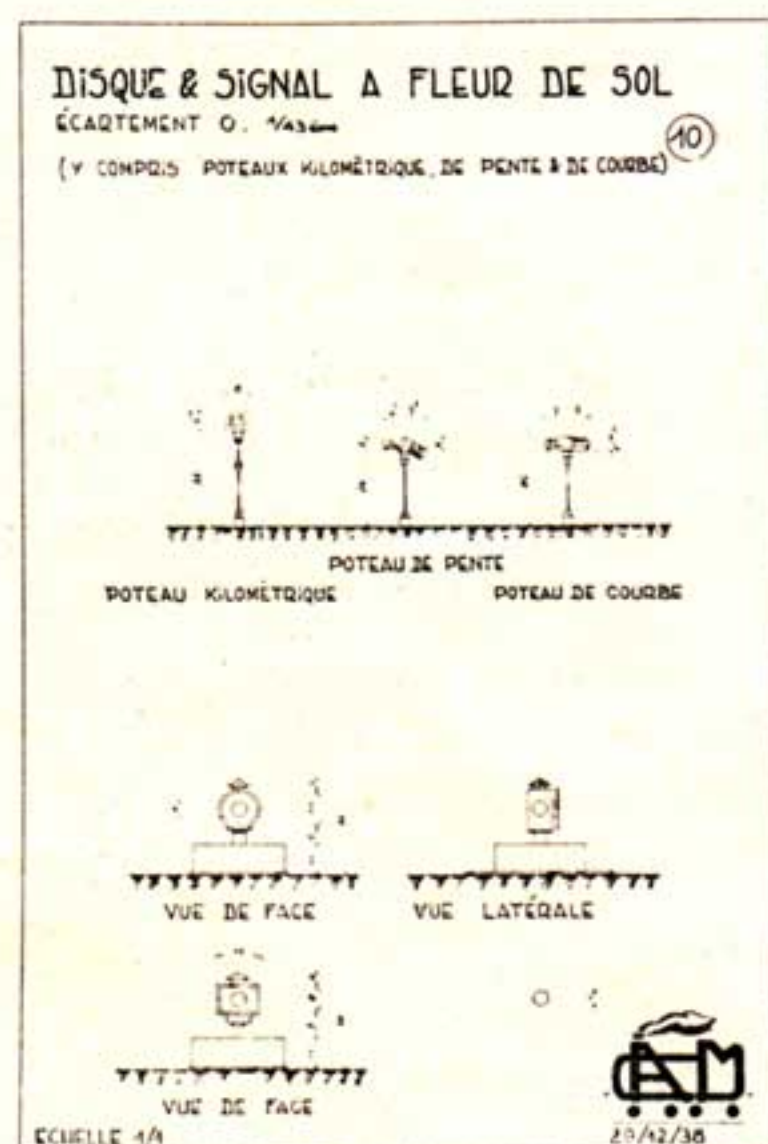 DISQUE & SIGNAL A FLEUR DE SOL
ÉCARTEMENT O. 1/43 ème
10
(Y COMPRIS POTEAUX KILOMÉTRIQUE, DE PENTE & DE COURBE)
POTEAU DE PENTE
POTEAU KILOMÉTRIQUE POTEAU DE COURBE
VUE DE FACE VUE LATÉRALE
VUE DE FACE
ECHELLE 1/1 20/12/38